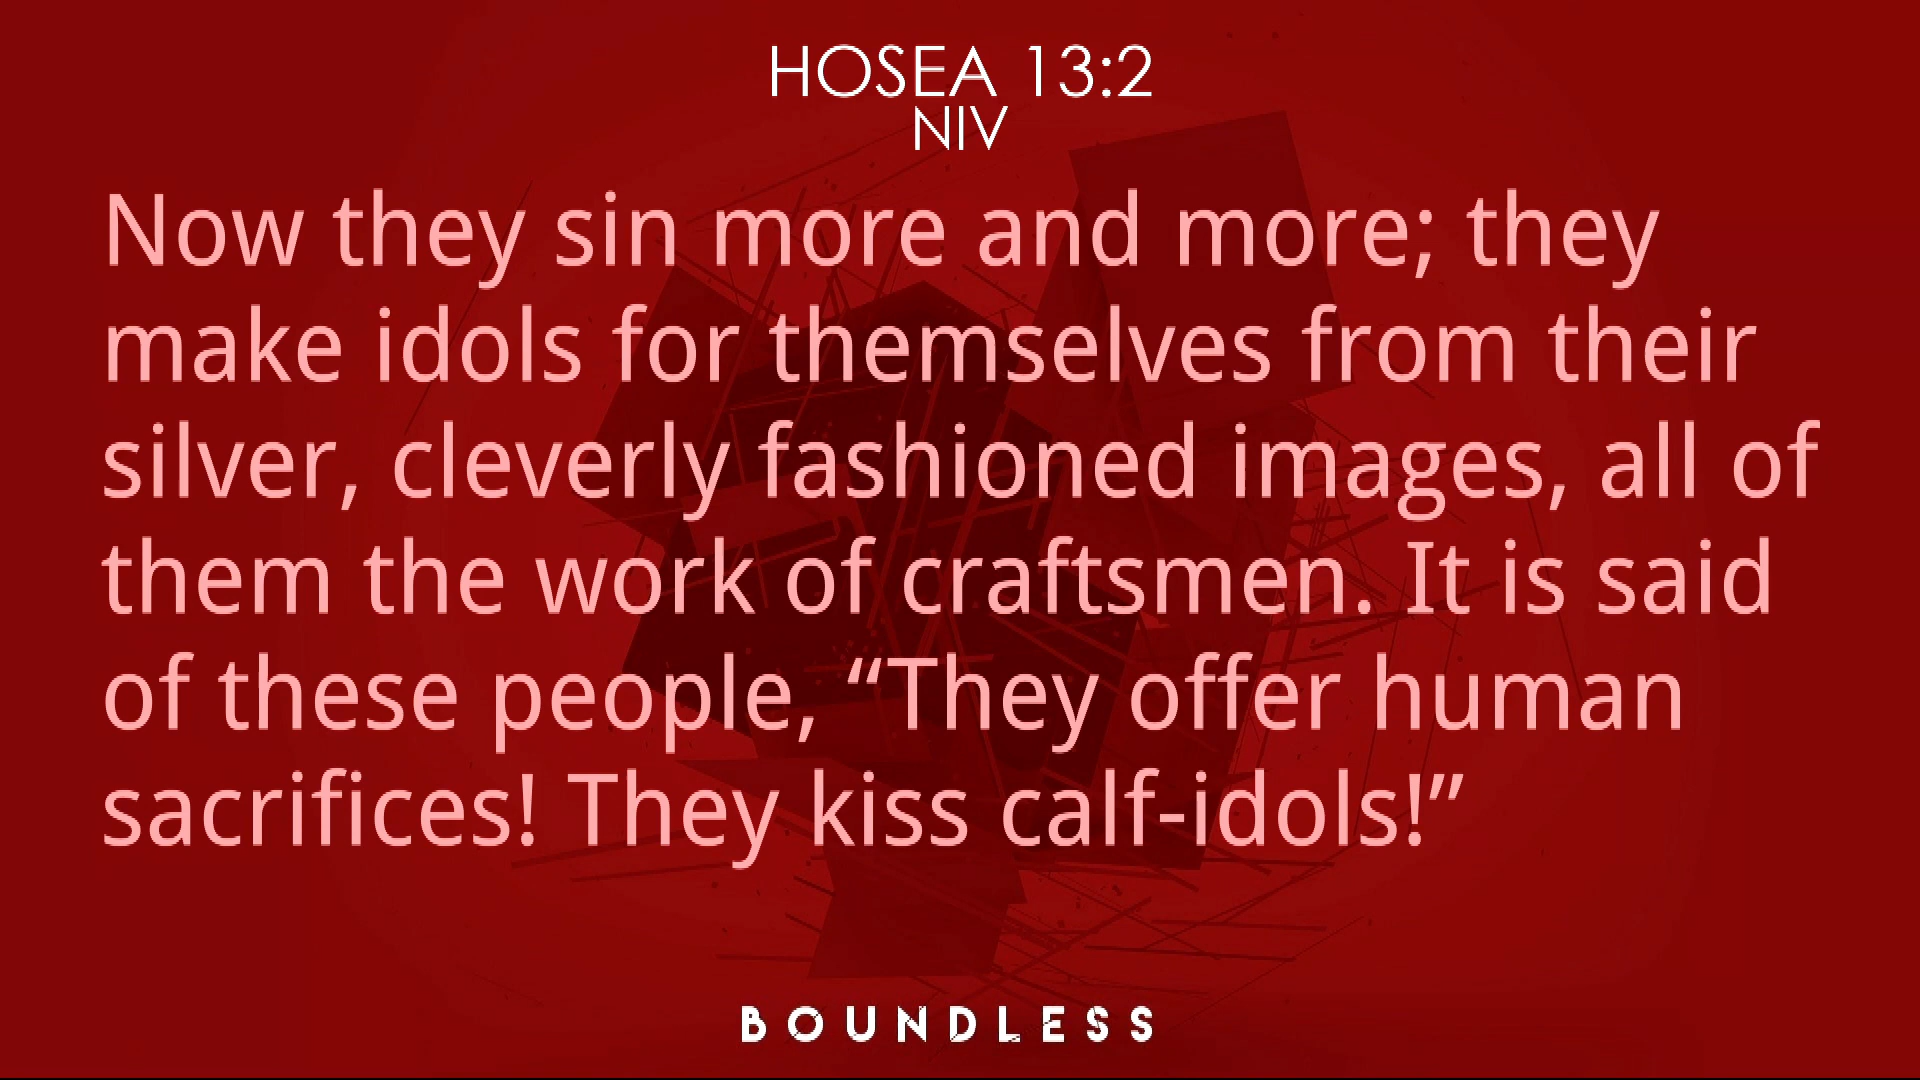 HOSEA 13:2
NIV
Now they sin more and more; they
make idols for themselves from their
silver, cleverly fashioned images, all of
them the work of craftsmen. It is said
of these people, “They offer human
sacrifices! They kiss calf-idols!”
BOUNDLESS